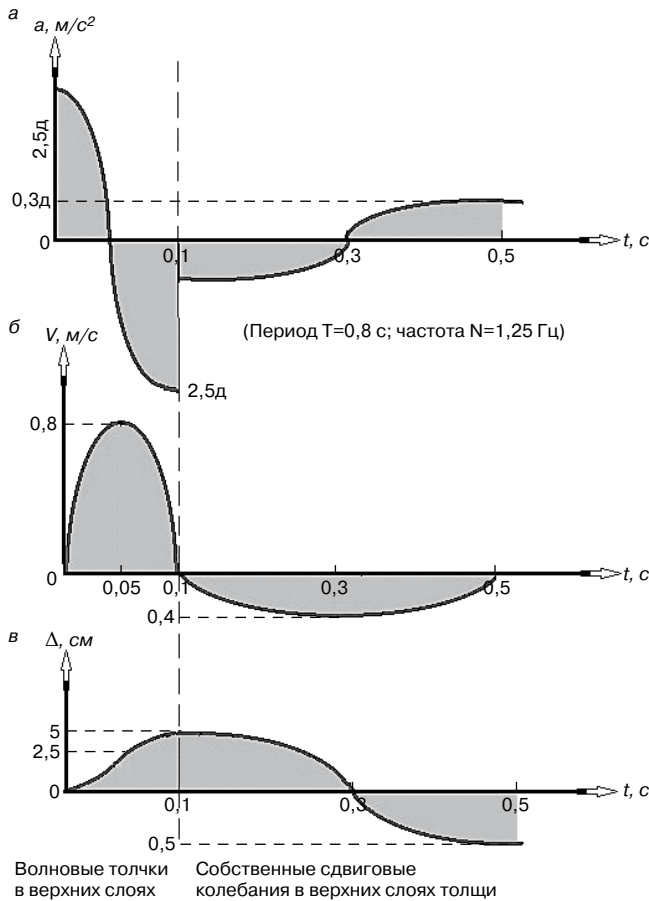 а
a, м/с²
2,5д
0,3д
0
0,1
0,3
0,5
t, с
2,5д
(Период T=0,8 с; частота N=1,25 Гц)
б
V, м/с
0,8
0
0,05
0,1
0,3
0,5
t, с
0,4
в
Δ, см
5
2,5
0
0,1
0,3
0,5
t, с
0,5
Волновые толчки
в верхних слоях
Собственные сдвиговые
колебания в верхних слоях толщи